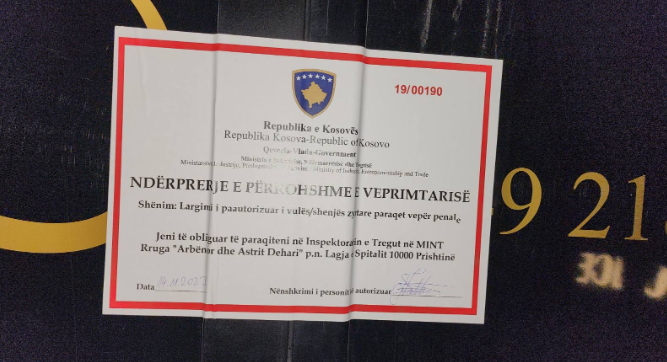 19/00190
Republika e Kosovës
Republika Kosova-Republic of Kosovo
Qeveria-Vlada-Government
NDËRPRERJE E PËRKOHSHME E VEPRIMTARISË
Shënim: Largimi i paautorizuar i vulës/shenjës zyrtare paraqet vepër penale
Jeni të obliguar të paraqiteni në Inspektoratin e Tregut në MINT
Rruga "Arbënor dhe Astrit Dehari" p.n. Lagja e Spitalit 10000 Prishtinë
Data
Nënshkrimi i personit të autorizuar
9 21